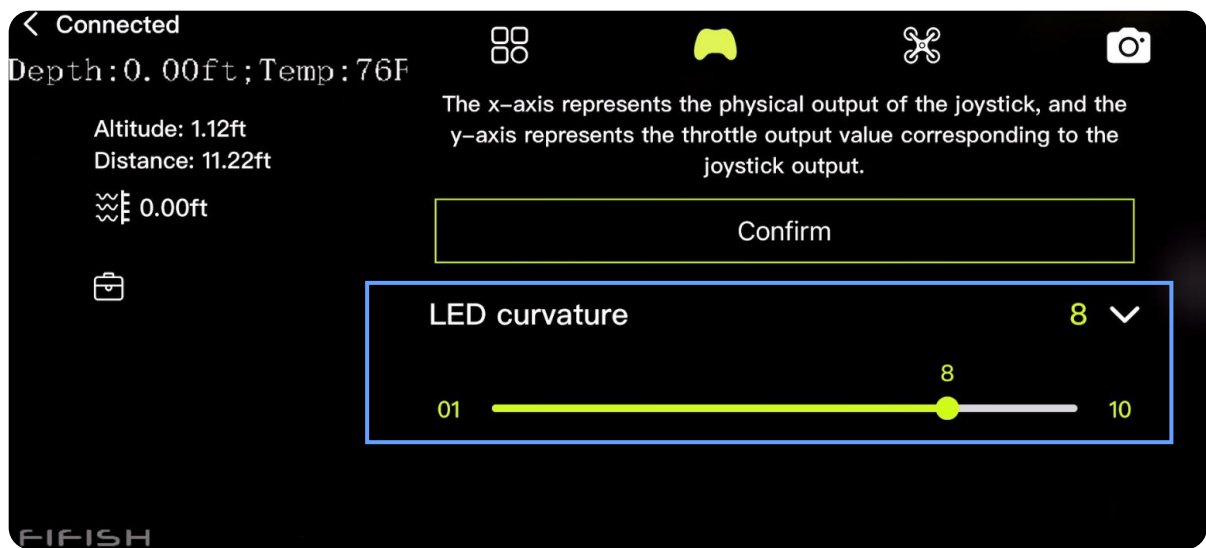 Connected
Depth:0.00ft;Temp:76F
Altitude: 1.12ft
Distance: 11.22ft
0.00ft
The x-axis represents the physical output of the joystick, and the
y-axis represents the throttle output value corresponding to the
joystick output.
Confirm
LED curvature 8
8
01 10
FIFISH